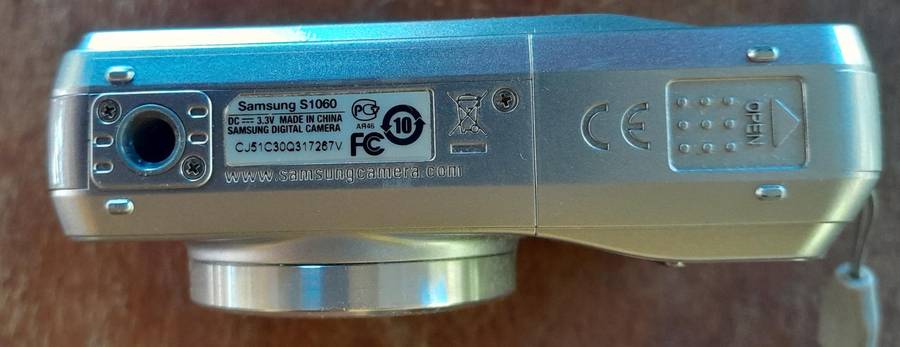 Samsung S1060
DC ⎓ 3.3V MADE IN CHINA
SAMSUNG DIGITAL CAMERA
CJ51C30Q317267V
PC
AR46
10
FC
www.samsungcamera.com
CE
OPEN